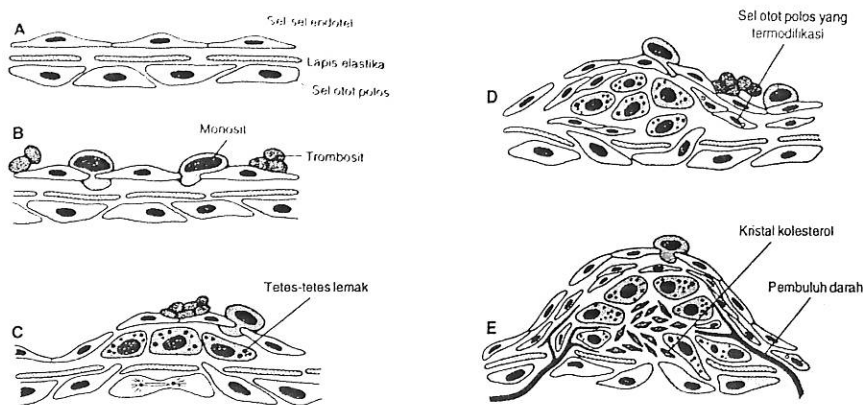 A
Sel-sel endotel
Lapis elastika
Sel otot polos
B
Monosit
Trombosit
C
Tetes-tetes lemak
Sel otot polos yang
termodifikasi
D
Kristal kolesterol
Pembuluh darah
E